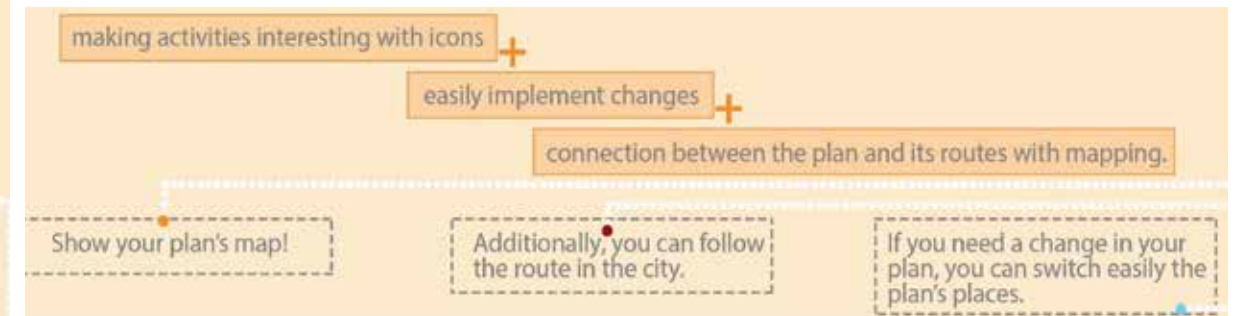 making activities interesting with icons
+
easily implement changes
+
connection between the plan and its routes with mapping.
Show your plan's map!
Additionally, you can follow
the route in the city.
If you need a change in your
plan, you can switch easily the
plan's places.